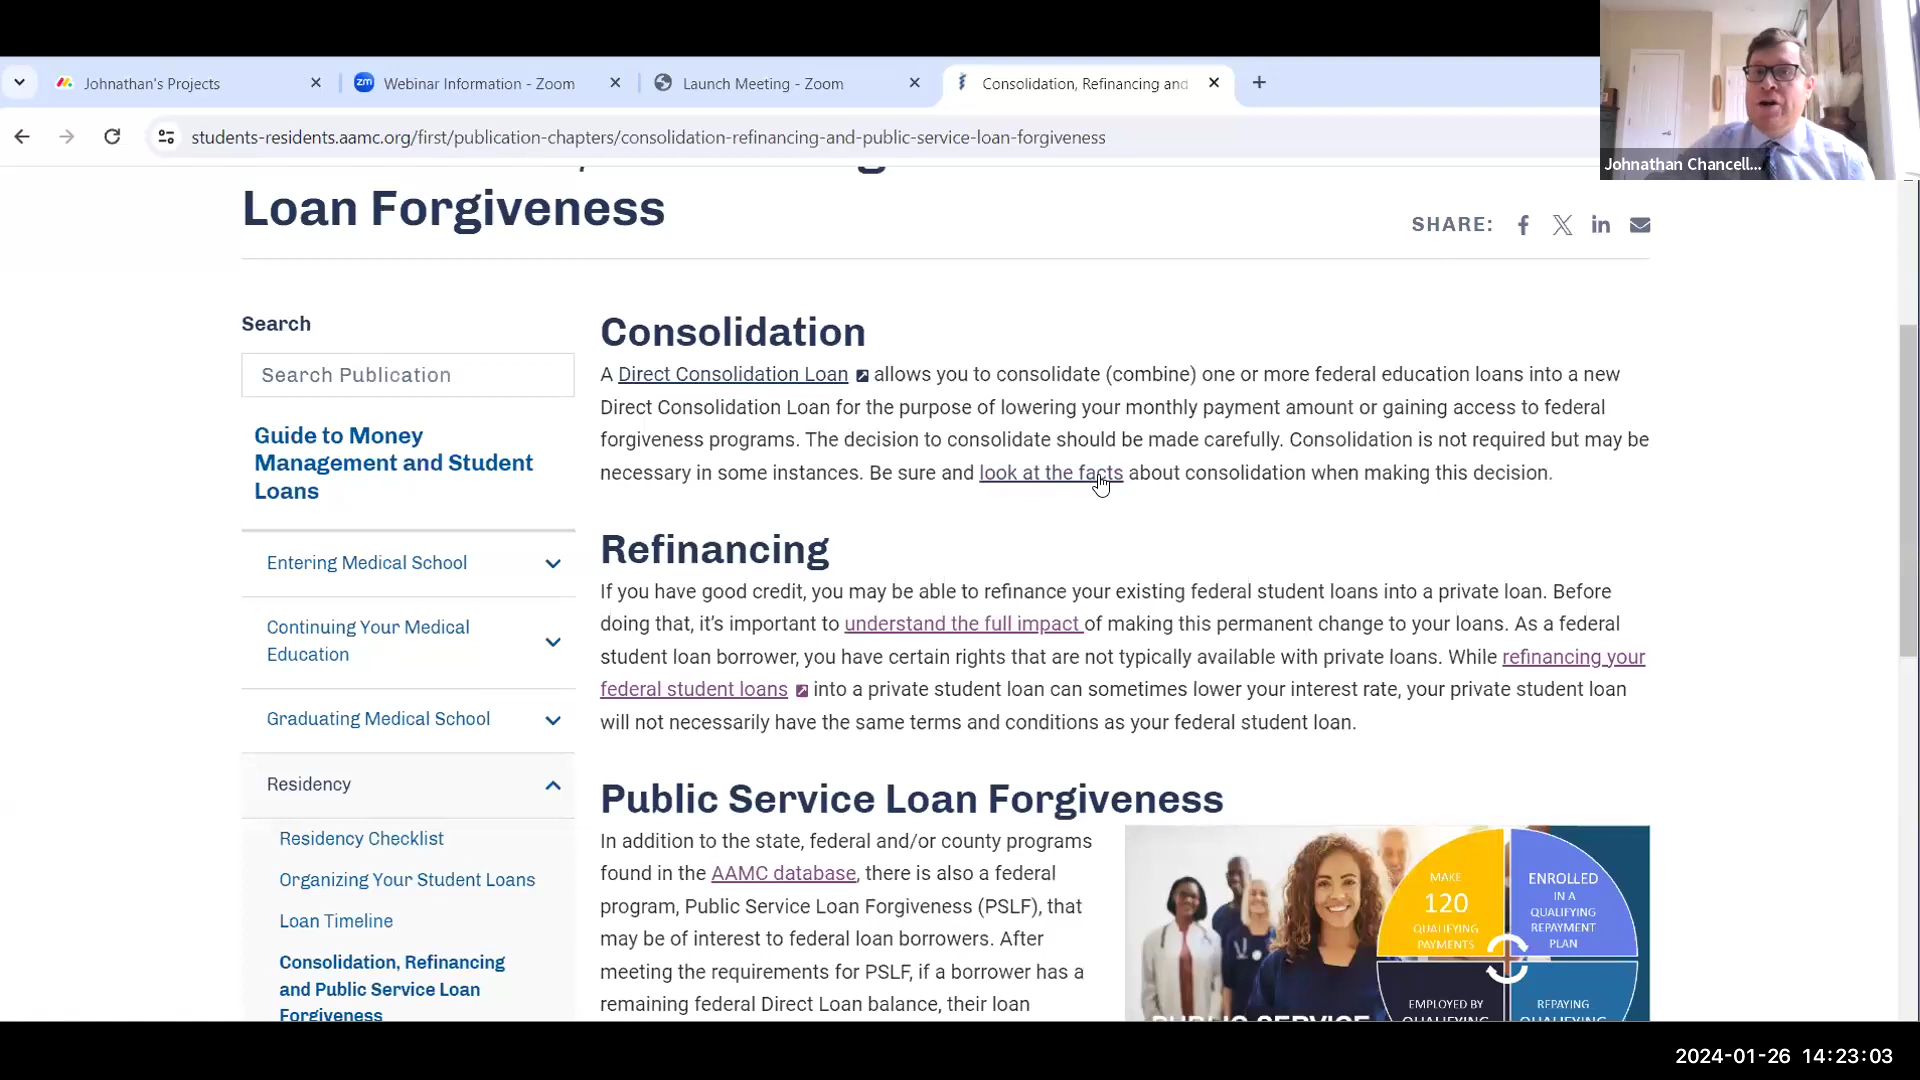 Johnathan's Projects
Webinar Information - Zoom
Launch Meeting - Zoom
Consolidation, Refinancing and
students-residents.aamc.org/first/publication-chapters/consolidation-refinancing-and-public-service-loan-forgiveness
Johnathan Chancell...
Loan Forgiveness
SHARE:
Search
Search Publication
Guide to Money
Management and Student
Loans
Entering Medical School
Continuing Your Medical
Education
Graduating Medical School
Residency
Residency Checklist
Organizing Your Student Loans
Loan Timeline
Consolidation, Refinancing
and Public Service Loan
Forgiveness
Consolidation
A Direct Consolidation Loan allows you to consolidate (combine) one or more federal education loans into a new
Direct Consolidation Loan for the purpose of lowering your monthly payment amount or gaining access to federal
forgiveness programs. The decision to consolidate should be made carefully. Consolidation is not required but may be
necessary in some instances. Be sure and look at the facts about consolidation when making this decision.
Refinancing
If you have good credit, you may be able to refinance your existing federal student loans into a private loan. Before
doing that, it's important to understand the full impact of making this permanent change to your loans. As a federal
student loan borrower, you have certain rights that are not typically available with private loans. While refinancing your
federal student loans into a private student loan can sometimes lower your interest rate, your private student loan
will not necessarily have the same terms and conditions as your federal student loan.
Public Service Loan Forgiveness
In addition to the state, federal and/or county programs
found in the AAMC database, there is also a federal
program, Public Service Loan Forgiveness (PSLF), that
may be of interest to federal loan borrowers. After
meeting the requirements for PSLF, if a borrower has a
remaining federal Direct Loan balance, their loan
MAKE
120
QUALIFYING
PAYMENTS
ENROLLED
IN A
QUALIFYING
REPAYMENT
PLAN
EMPLOYED BY
QUALIFYING
REPAYING
QUALIFYING
PUBLIC SERVICE
2024-01-26 14:23:03